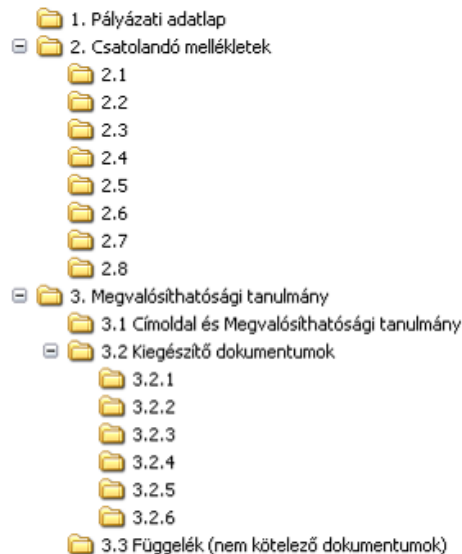 1. Pályázati adatlap
2. Csatolandó mellékletek
2.1
2.2
2.3
2.4
2.5
2.6
2.7
2.8
3. Megvalósíthatósági tanulmány
3.1 Címoldal és Megvalósíthatósági tanulmány
3.2 Kiegészítő dokumentumok
3.2.1
3.2.2
3.2.3
3.2.4
3.2.5
3.2.6
3.3 Függelék (nem kötelező dokumentumok)